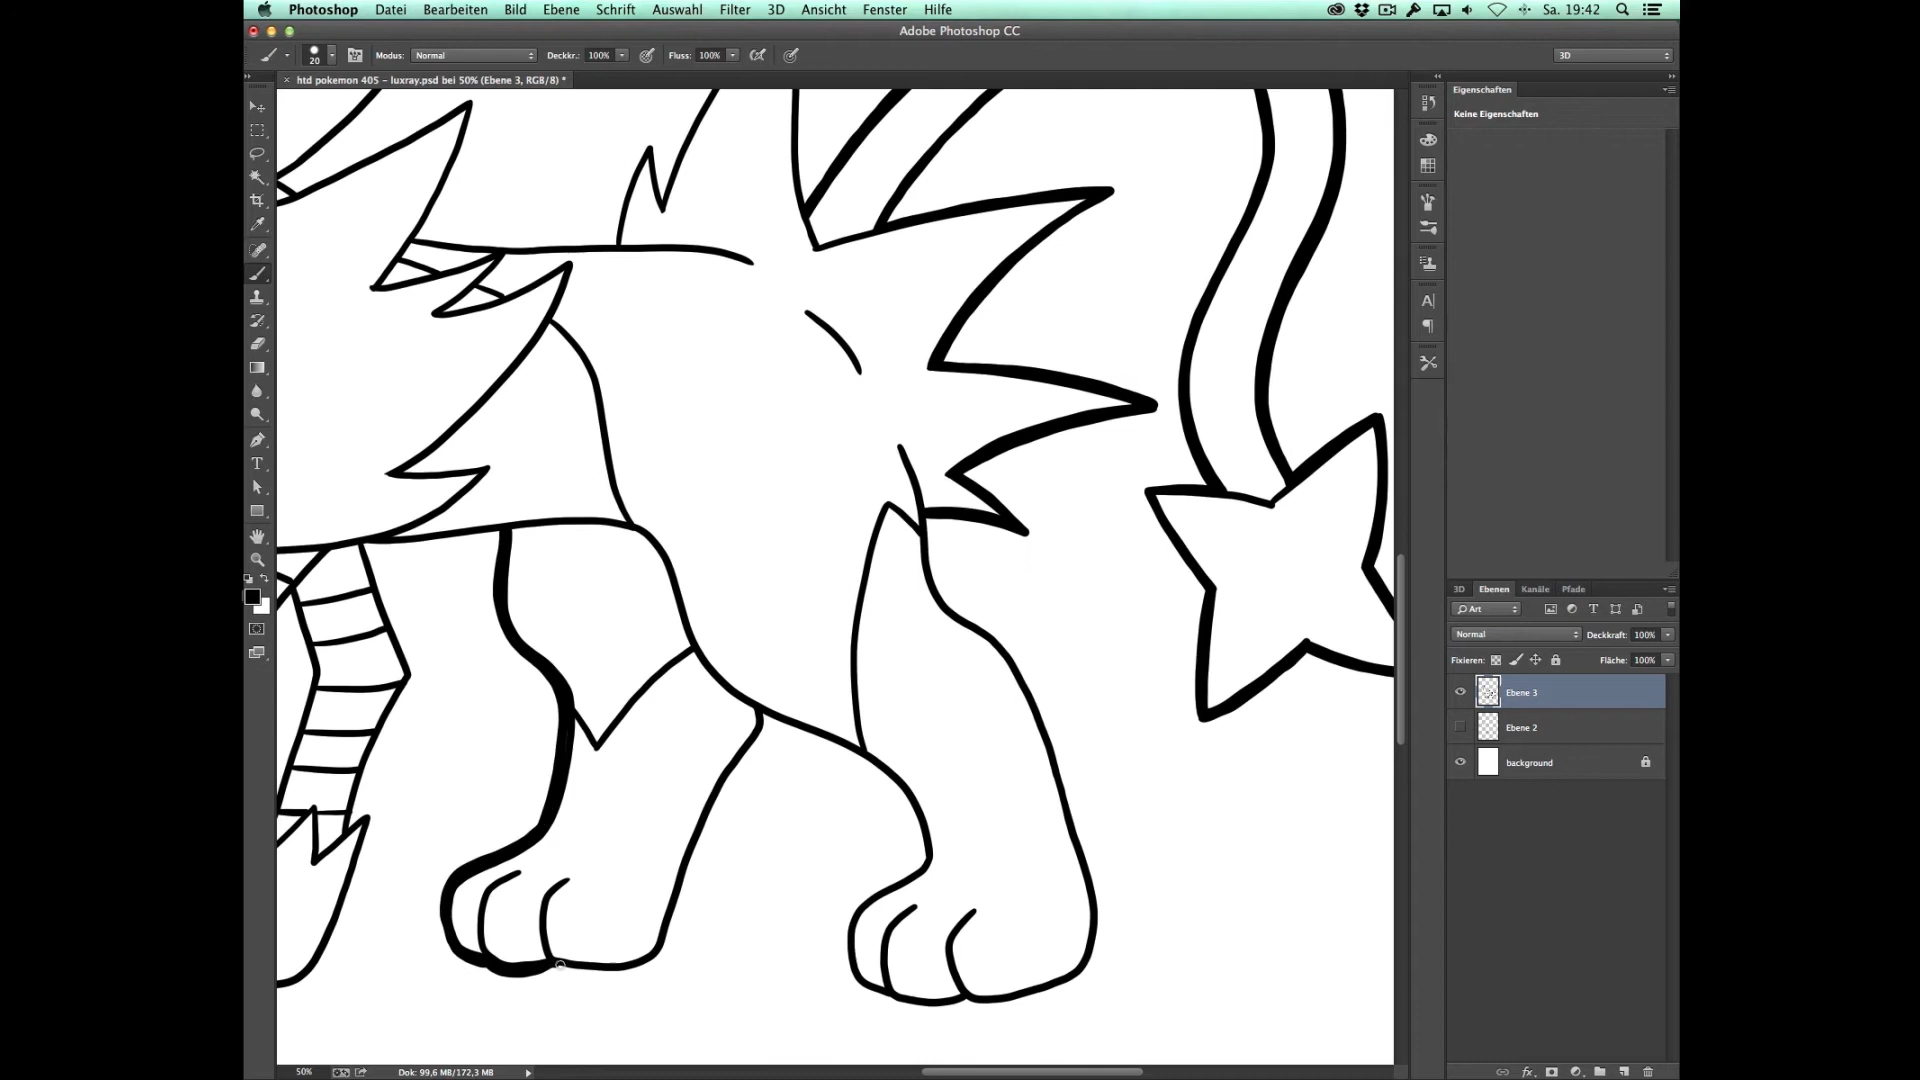 Photoshop Datei Bearbeiten Bild Ebene Schrift Auswahl Filter 3D Ansicht Fenster Hilfe Sa. 19:42
Adobe Photoshop CC
20 Modus: Normal Deckkr.: 100% Fluss: 100% 3D
htd pokemon 405 - luxray.psd bei 50% (Ebene 3, RGB/8) *
Eigenschaften
Keine Eigenschaften
3D Ebenen Kanäle Pfade
Art
Normal Deckkraft: 100%
Fixieren: Fläche: 100%
Ebene 3
Ebene 2
background
50% Dok: 99,6 MB/172,3 MB